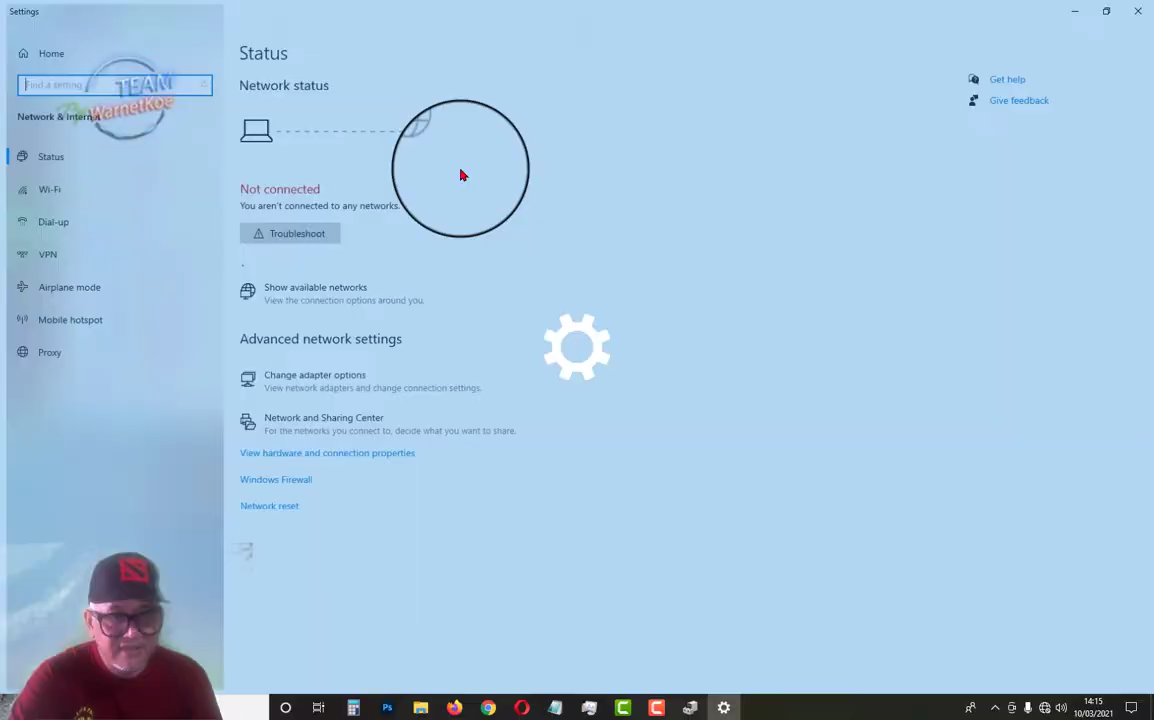 Settings
Home
Find a setting
TEAM
WarnetKoe
Network & Intern
Status
Wi-Fi
Dial-up
VPN
Airplane mode
Mobile hotspot
Proxy
Status
Network status
Not connected
You aren't connected to any networks.
Troubleshoot
Show available networks
View the connection options around you.
Advanced network settings
Change adapter options
View network adapters and change connection settings.
Network and Sharing Center
For the networks you connect to, decide what you want to share.
View hardware and connection properties
Windows Firewall
Network reset
Get help
Give feedback
Ps
14:15
10/03/2021